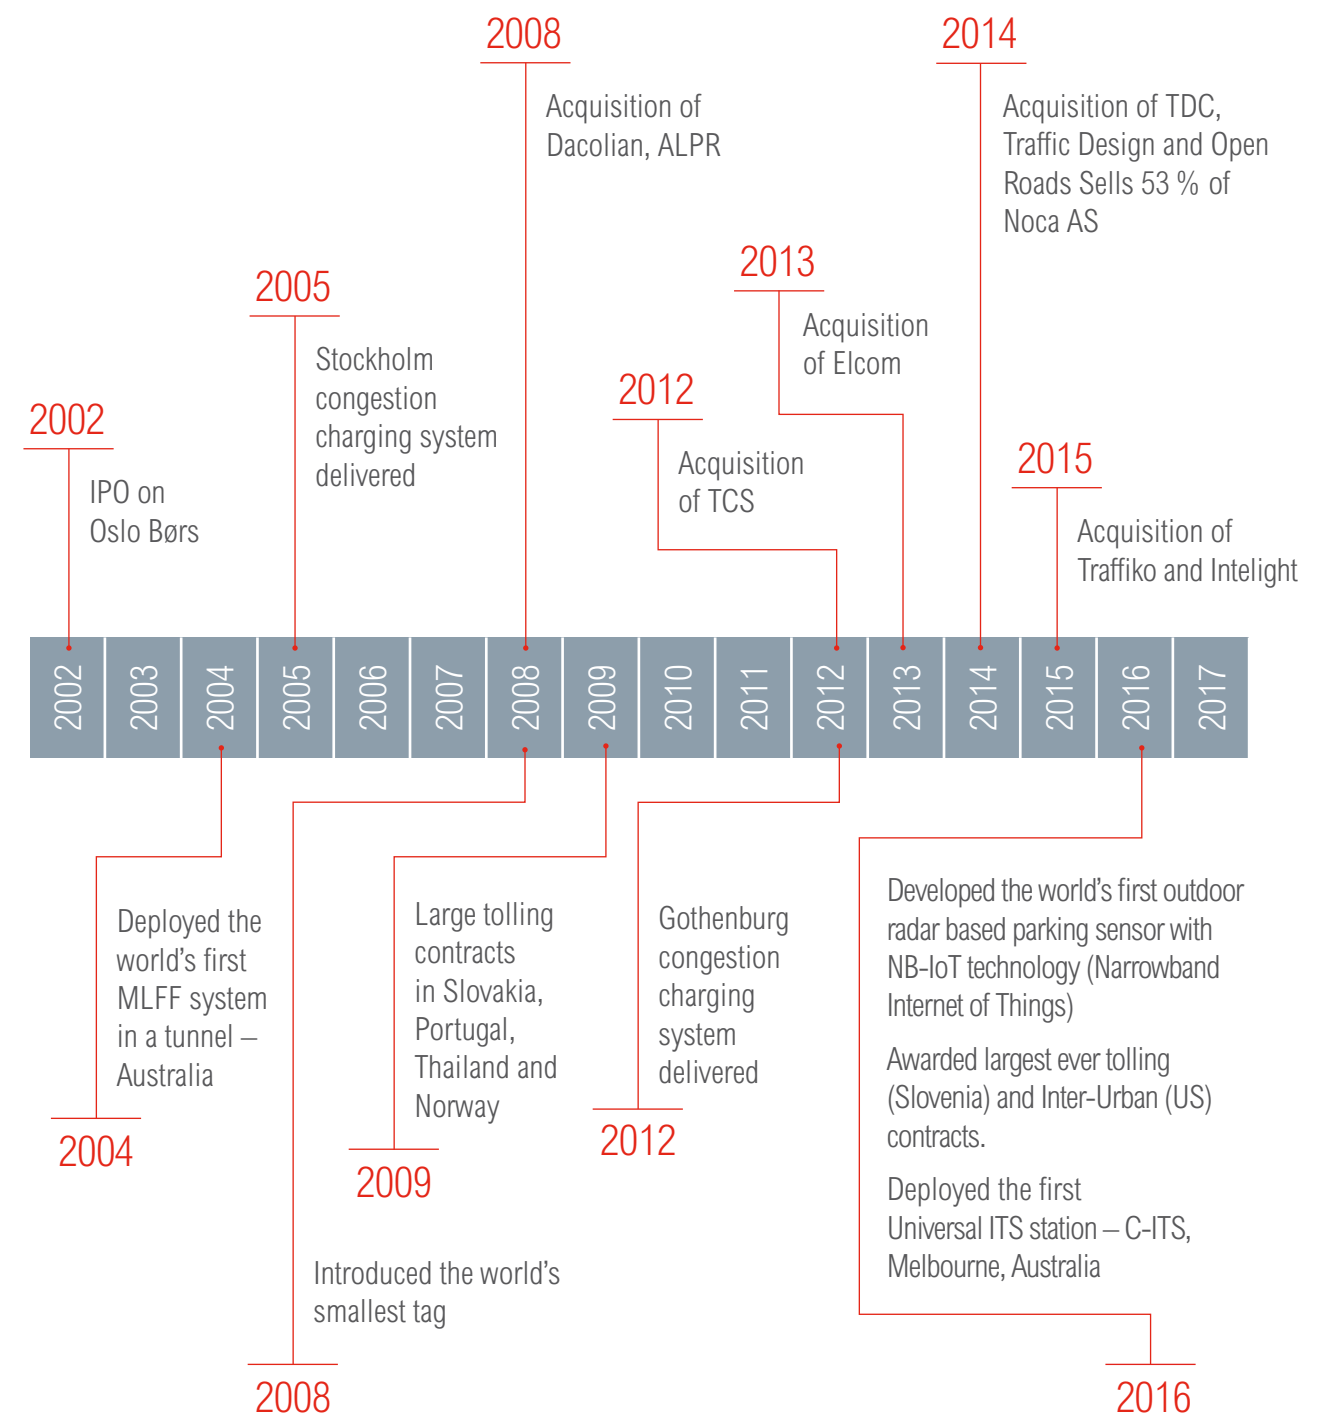 2008
Acquisition of
Dacolian, ALPR
2014
Acquisition of TDC,
Traffic Design and Open
Roads Sells 53 % of
Noca AS
2005
Stockholm
congestion
charging system
delivered
2013
Acquisition
of Elcom
2012
Acquisition
of TCS
2002
IPO on
Oslo Børs
2015
Acquisition of
Traffiko and Intelight
2002
2003
2004
2005
2006
2007
2008
2009
2010
2011
2012
2013
2014
2015
2016
2017
Deployed the
world's first
MLFF system
in a tunnel –
Australia
2004
Large tolling
contracts
in Slovakia,
Portugal,
Thailand and
Norway
2009
Gothenburg
congestion
charging
system
delivered
2012
Developed the world's first outdoor
radar based parking sensor with
NB-IoT technology (Narrowband
Internet of Things)
Awarded largest ever tolling
(Slovenia) and Inter-Urban (US)
contracts.
Deployed the first
Universal ITS station – C-ITS,
Melbourne, Australia
Introduced the world's
smallest tag
2008
2016